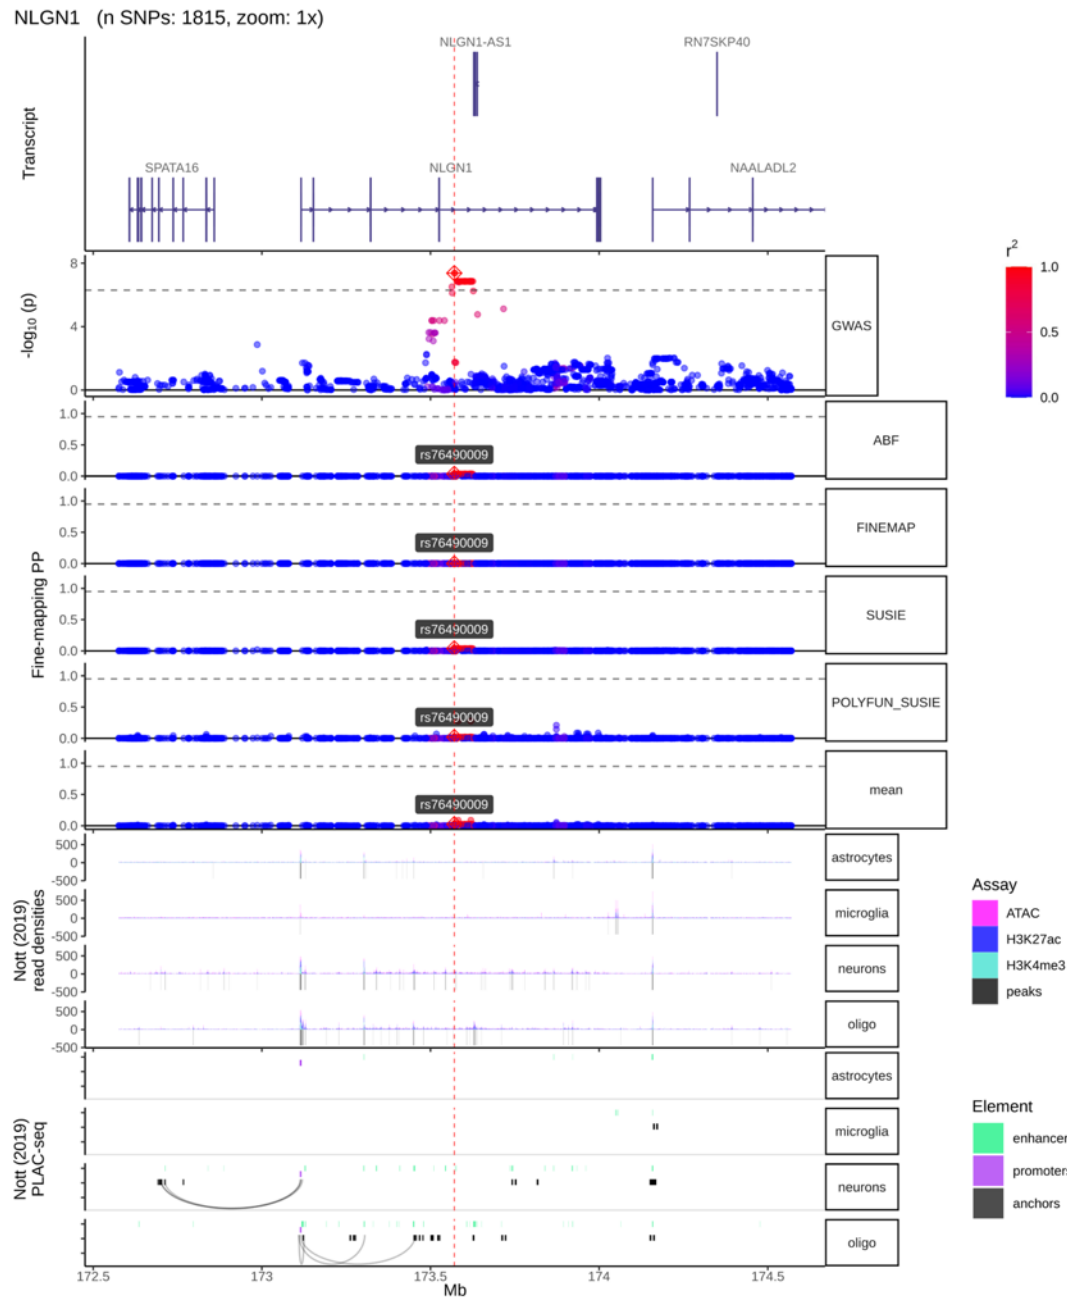 NLGN1 (n SNPs: 1815, zoom: 1x)
NLGN1-AS1
RN7SKP40
Transcript
SPATA16
NLGN1
NAALADL2
8
4
0
-log10 (p)
GWAS
r2
1.0
0.5
0.0
Fine-mapping PP
1.0
0.5
0.0
rs76490009
ABF
1.0
0.5
0.0
rs76490009
FINEMAP
1.0
0.5
0.0
rs76490009
SUSIE
1.0
0.5
0.0
rs76490009
POLYFUN_SUSIE
1.0
0.5
0.0
rs76490009
mean
Nott (2019)
read densities
500
0
-500
astrocytes
500
0
-500
microglia
500
0
-500
neurons
500
0
-500
oligo
Assay
ATAC
H3K27ac
H3K4me3
peaks
Nott (2019)
PLAC-seq
astrocytes
microglia
neurons
oligo
Element
enhancers
promoters
anchors
172.5
173
173.5
174
174.5
Mb